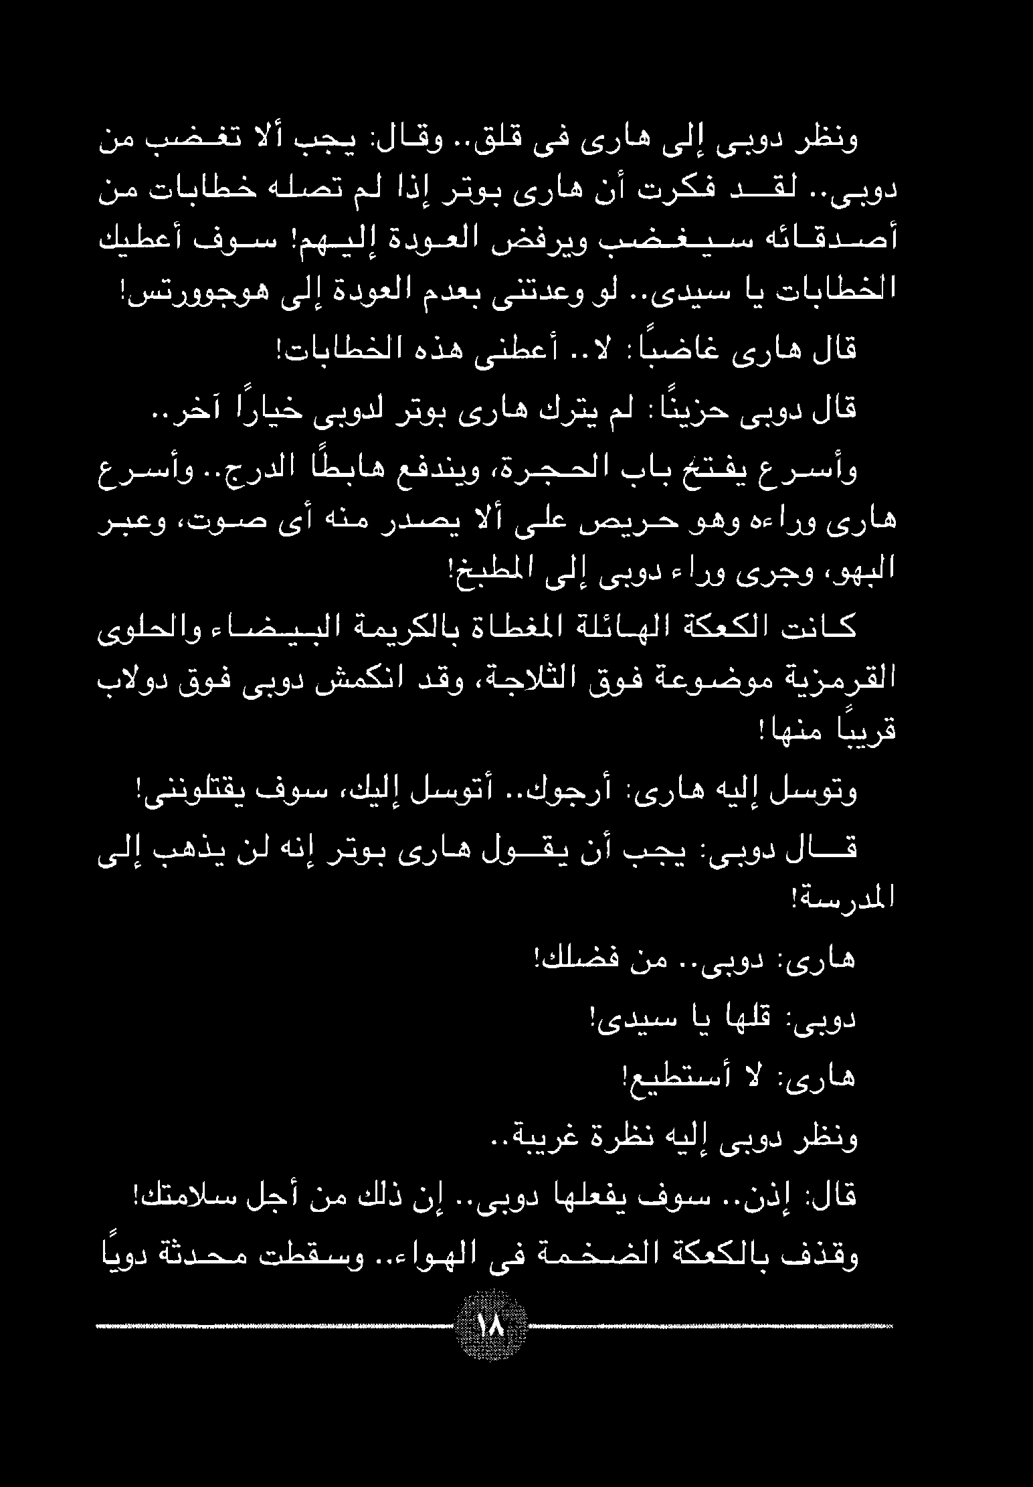 ونظر دوبى إلى هارى فى قلق.. وقال: يجب ألا تغضب من
دوبى.. لقد فكرت أن هارى بوتر إذا لم تصله خطابات من
أصدقائه سيغضب ويرفض العودة إليهم! سوف أعطيك
الخطابات يا سيدى.. لو وعدتنى بعدم العودة إلى هوجوورتس!
قال هارى غاضبًا: لا.. أعطنى هذه الخطابات!
قال دوبى حزينًا: لم يترك هارى بوتر لدوبى خيارًا آخر..
وأسرع يفتح باب الحجرة، ويندفع هابطًا الدرج.. وأسرع
هارى وراءه وهو حريص على ألا يصدر منه أى صوت، وعبر
البهو، وجرى وراء دوبى إلى المطبخ!
كانت الكعكة الهائلة المغطاة بالكريمة البيضاء والحلوى
القرمزية موضوعة فوق الثلاجة، وقد انكمش دوبى فوق دولاب
قريبًا منها!
وتوسل إليه هارى: أرجوك.. أتوسل إليك، سوف يقتلوننى!
قال دوبى: يجب أن يقول هارى بوتر إنه لن يذهب إلى
المدرسة!
هارى: دوبى.. من فضلك!
دوبى: قلها يا سيدى!
هارى: لا أستطيع!
ونظر دوبى إليه نظرة غريبة..
قال: إذن.. سوف يفعلها دوبى.. إن ذلك من أجل سلامتك!
وقذف بالكعكة الضخمة فى الهواء.. وسقطت محدثة دويًا
١٨